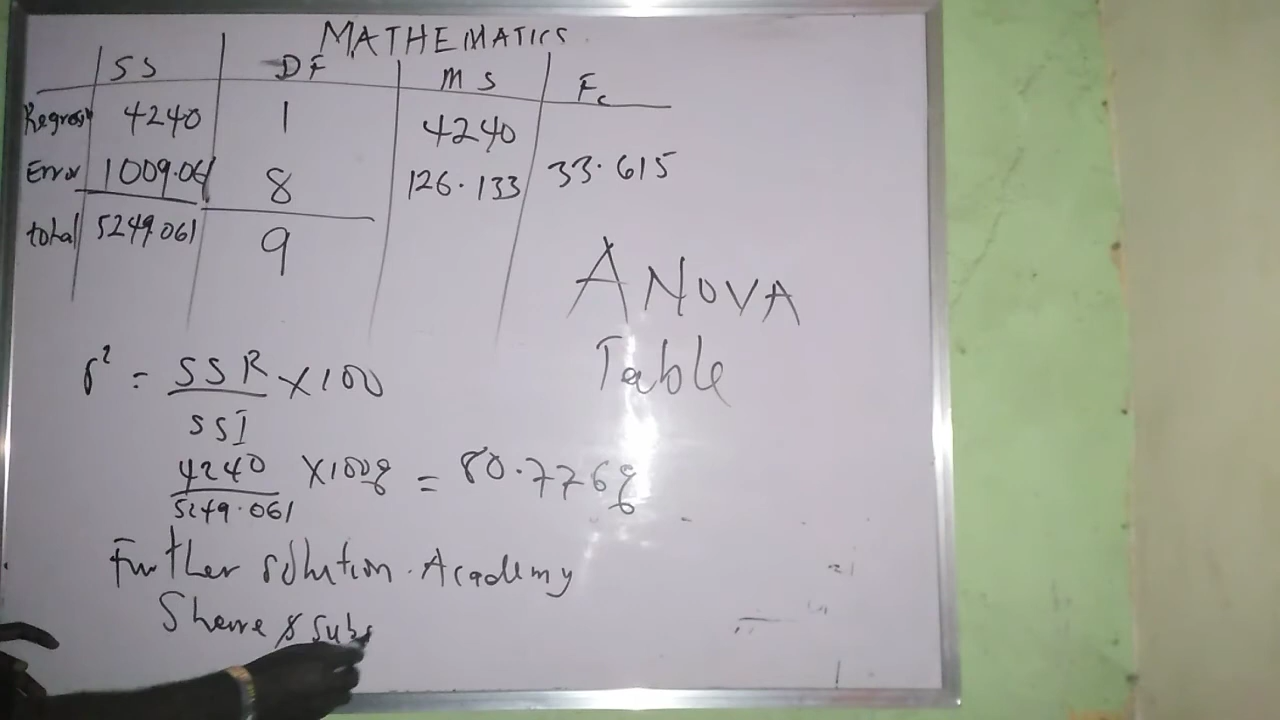 MATHEMATICS
SS DF MS Fc
Regress 4240 1 4240
Error 1009.061 8 126.133 33.615
total 5249.061 9
ANOVA
Table
r² = SSR/SST × 100
4240/5249.061 × 100% = 80.776%
Further solution Academy
Share & Subs